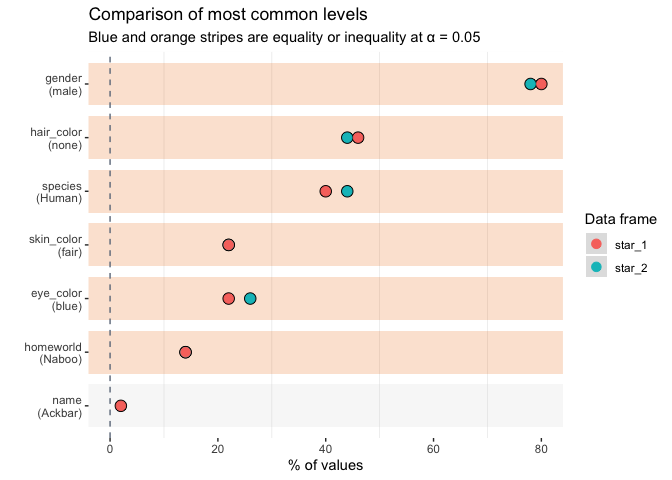 Comparison of most common levels
Blue and orange stripes are equality or inequality at α = 0.05
gender
(male)
hair_color
(none)
species
(Human)
skin_color
(fair)
eye_color
(blue)
homeworld
(Naboo)
name
(Ackbar)
0
20
40
60
80
% of values
Data frame
star_1
star_2